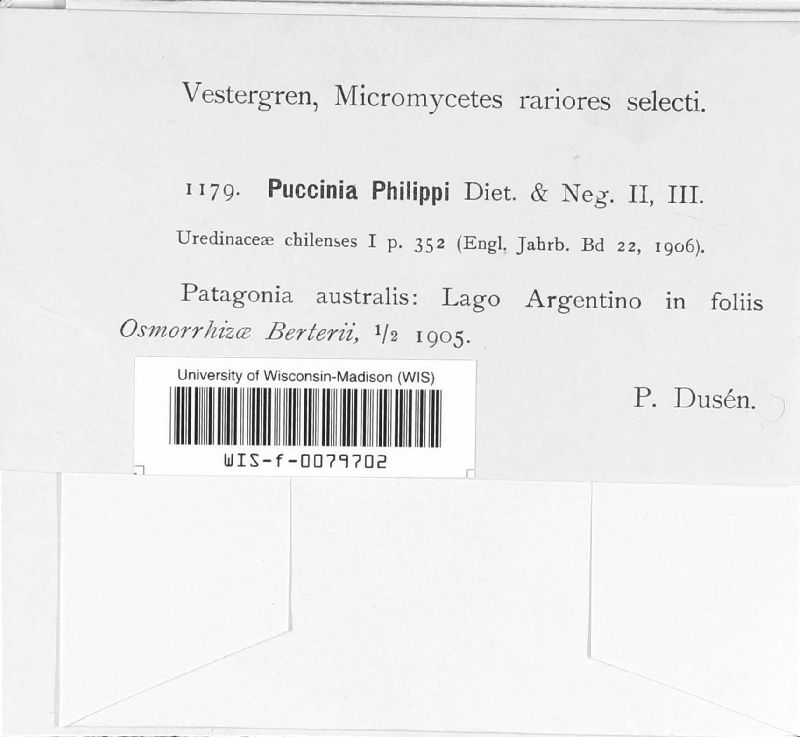 Vestergren, Micromycetes rariores selecti.
1179. Puccinia Philippi Diet. & Neg. II, III.
Uredinaceæ chilenses I p. 352 (Engl. Jahrb. Bd 22, 1906).
Patagonia australis: Lago Argentino in foliis
Osmorrhizæ Berterii, 1/2 1905.
P. Dusén.
University of Wisconsin-Madison (WIS)
WIS-f-0079702